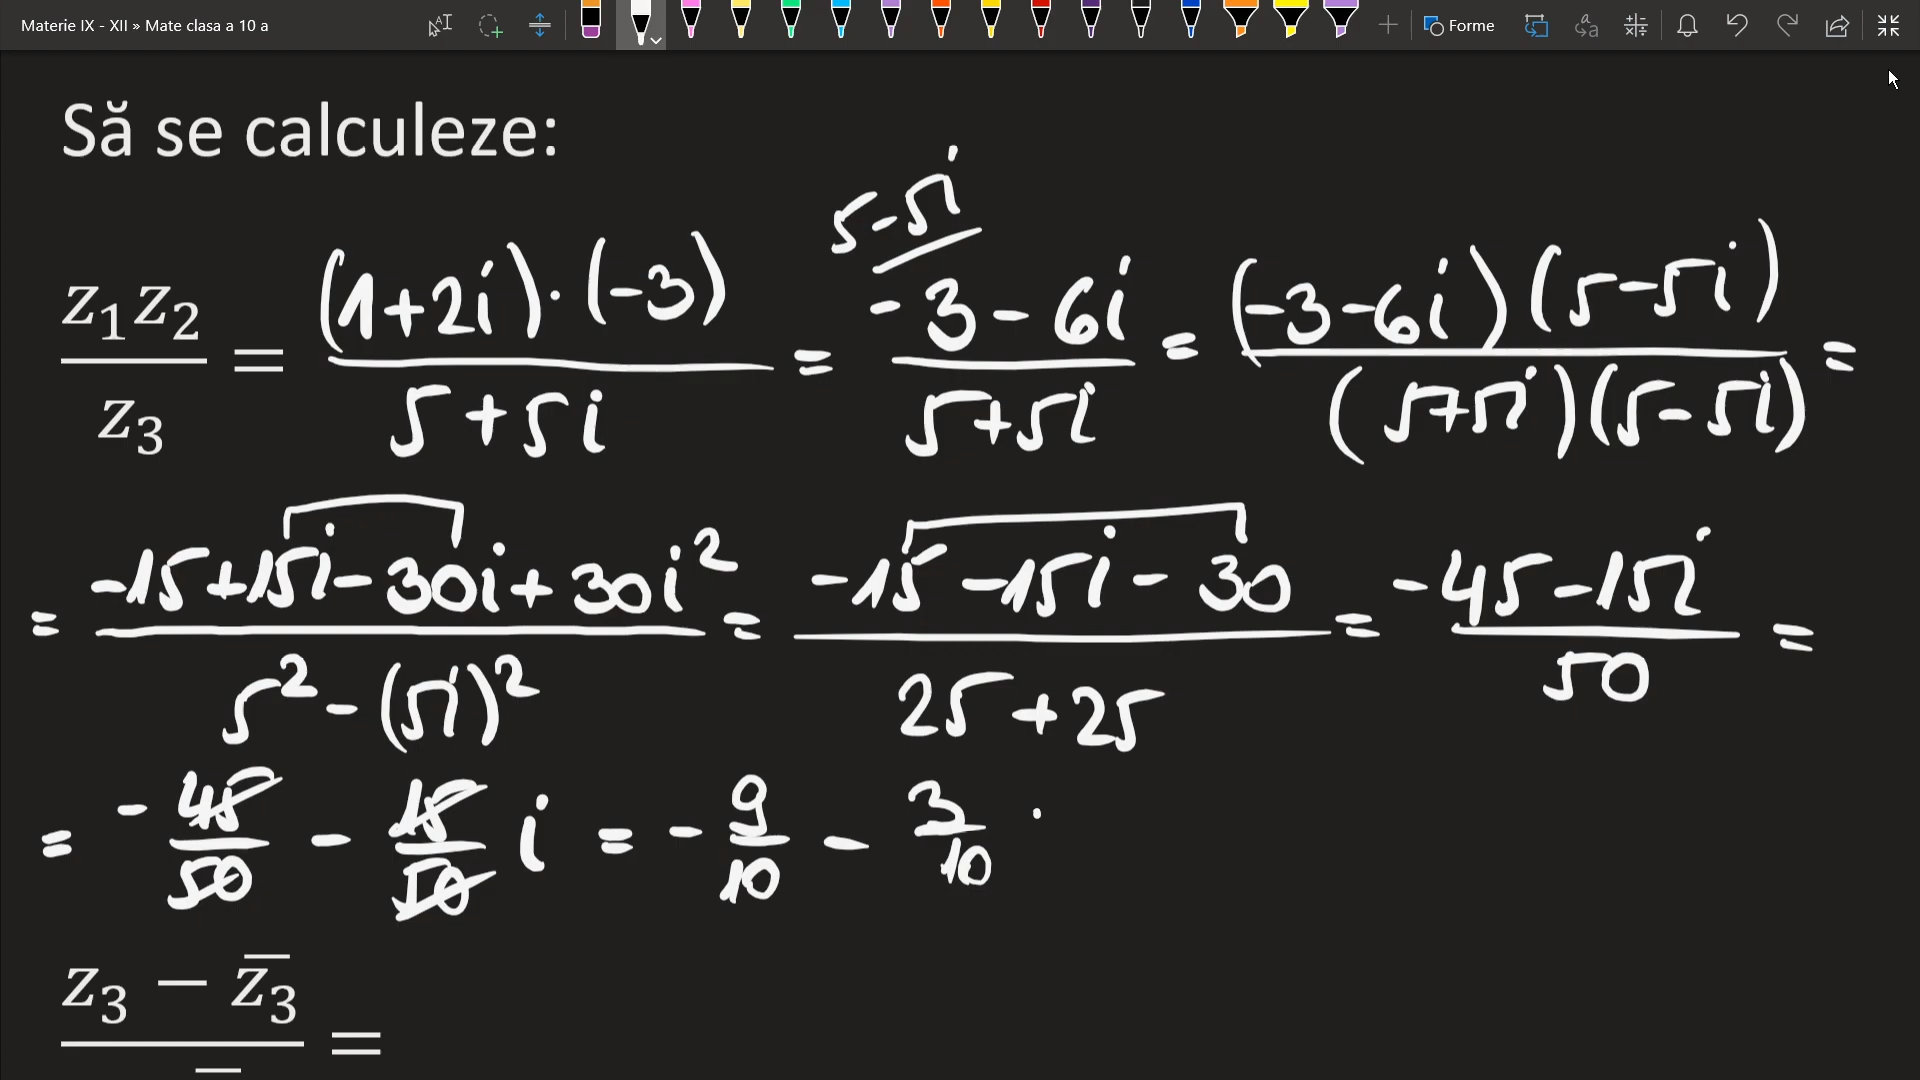 Materie IX - XII » Mate clasa a 10 a Forme
Să se calculeze:
5-5i
z₁z₂/z₃ = (1+2i)·(-3)/5+5i = -3-6i/5+5i = (-3-6i)(5-5i)/(5+5i)(5-5i) =
= -15+15i-30i+30i²/5²-(5i)² = -15-15i-30/25+25 = -45-15i/50 =
= -45/50 - 15/50 i = -9/10 - 3/10 ·
z₃ − z̅₃ =